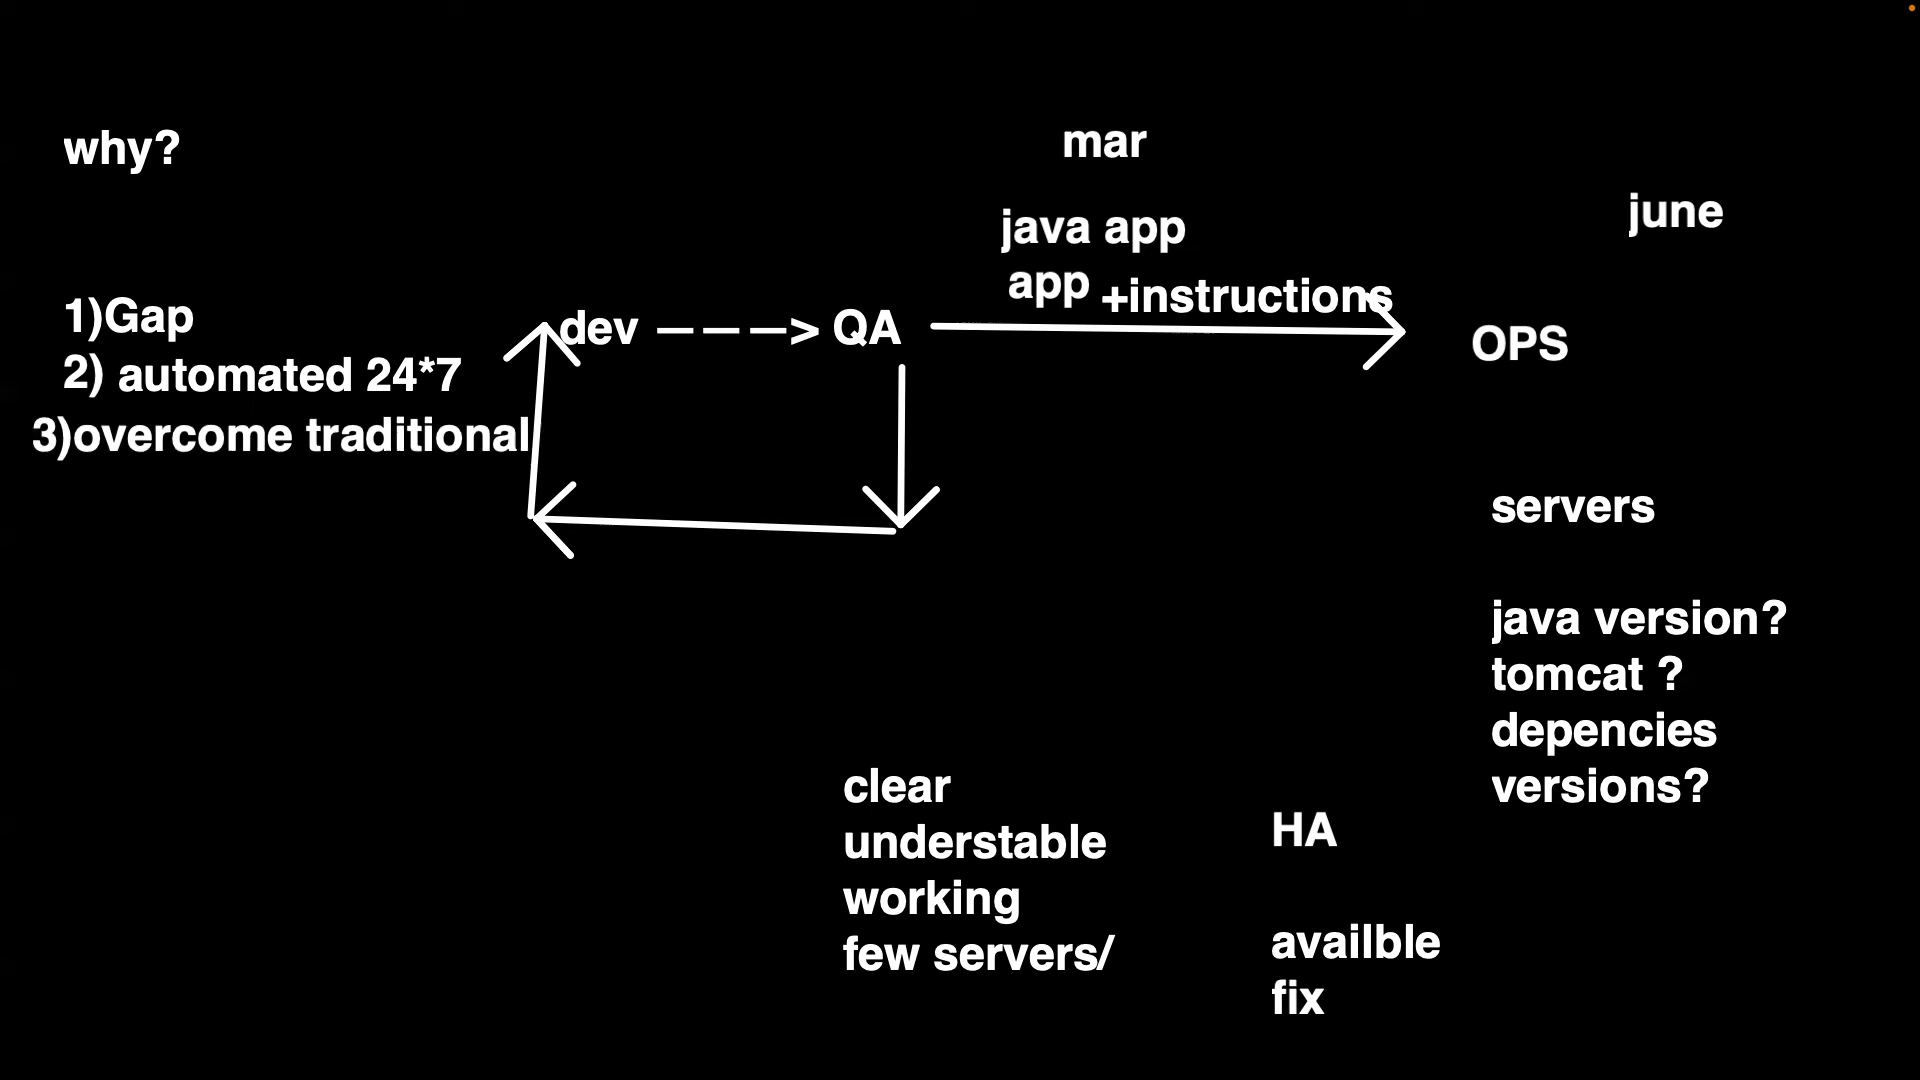 why?
mar
java app
app +instructions
june
1)Gap
2) automated 24*7
3)overcome traditional
dev — — —> QA
OPS
servers
java version?
tomcat ?
depencies
versions?
clear
understable
working
few servers/
HA
availble
fix